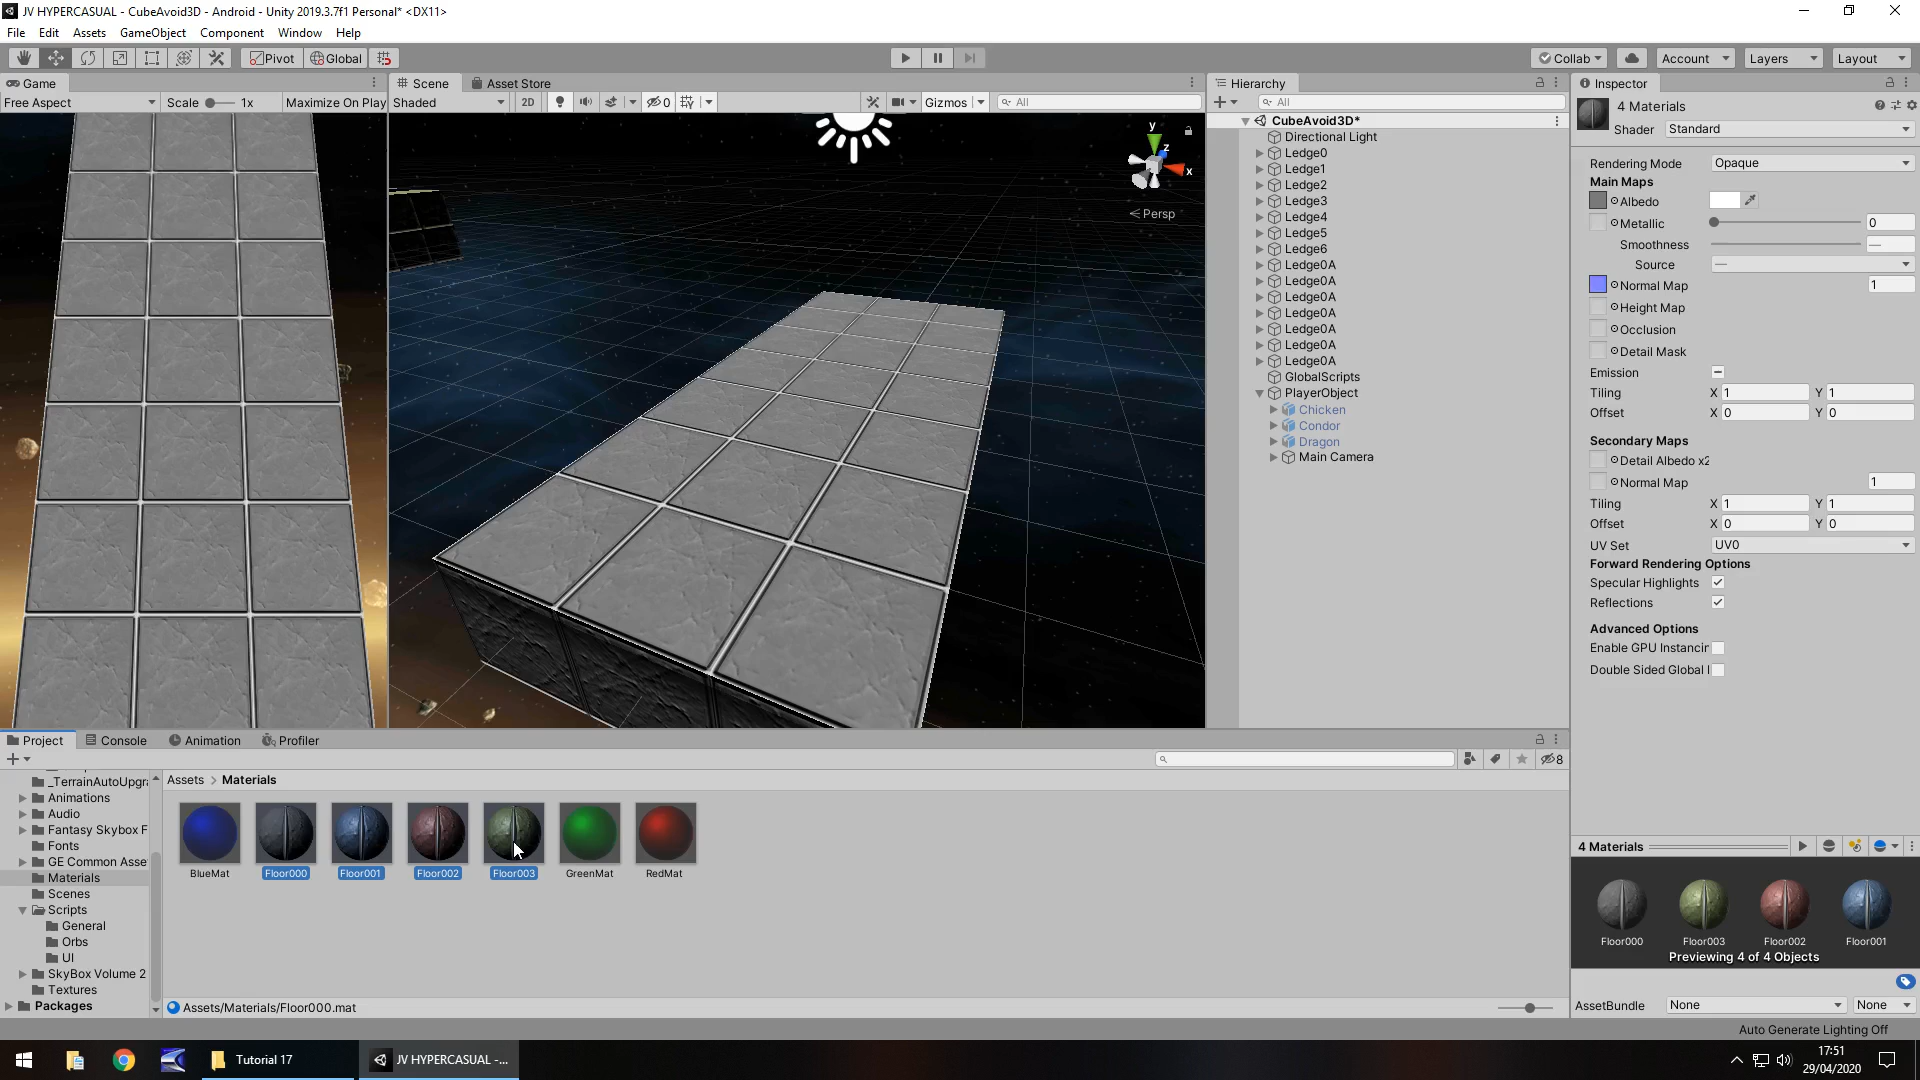 JV HYPERCASUAL - CubeAvoid3D - Android - Unity 2019.3.7f1 Personal* <DX11>
File Edit Assets GameObject Component Window Help
Pivot Global Collab Account Layers Layout
Game
Free Aspect Scale 1x Maximize On Play
Scene Asset Store
Shaded 2D 0 Gizmos All
y
z
x
Persp
Hierarchy
All
CubeAvoid3D*
Directional Light
Ledge0
Ledge1
Ledge2
Ledge3
Ledge4
Ledge5
Ledge6
Ledge0A
Ledge0A
Ledge0A
Ledge0A
Ledge0A
Ledge0A
Ledge0A
GlobalScripts
PlayerObject
Chicken
Condor
Dragon
Main Camera
Inspector
4 Materials
Shader Standard
Rendering Mode Opaque
Main Maps
Albedo
Metallic 0
Smoothness —
Source —
Normal Map 1
Height Map
Occlusion
Detail Mask
Emission
Tiling X 1 Y 1
Offset X 0 Y 0
Secondary Maps
Detail Albedo x2
Normal Map 1
Tiling X 1 Y 1
Offset X 0 Y 0
UV Set UV0
Forward Rendering Options
Specular Highlights
Reflections
Advanced Options
Enable GPU Instancin
Double Sided Global I
4 Materials
Floor000 Floor003 Floor002 Floor001
Previewing 4 of 4 Objects
AssetBundle None None
Project Console Animation Profiler
8
_TerrainAutoUpgra
Animations
Audio
Fantasy Skybox F
Fonts
GE Common Asse
Materials
Scenes
Scripts
General
Orbs
UI
SkyBox Volume 2
Textures
Packages
Assets > Materials
BlueMat Floor000 Floor001 Floor002 Floor003 GreenMat RedMat
Assets/Materials/Floor000.mat
Auto Generate Lighting Off
Tutorial 17
JV HYPERCASUAL -...
17:51
29/04/2020